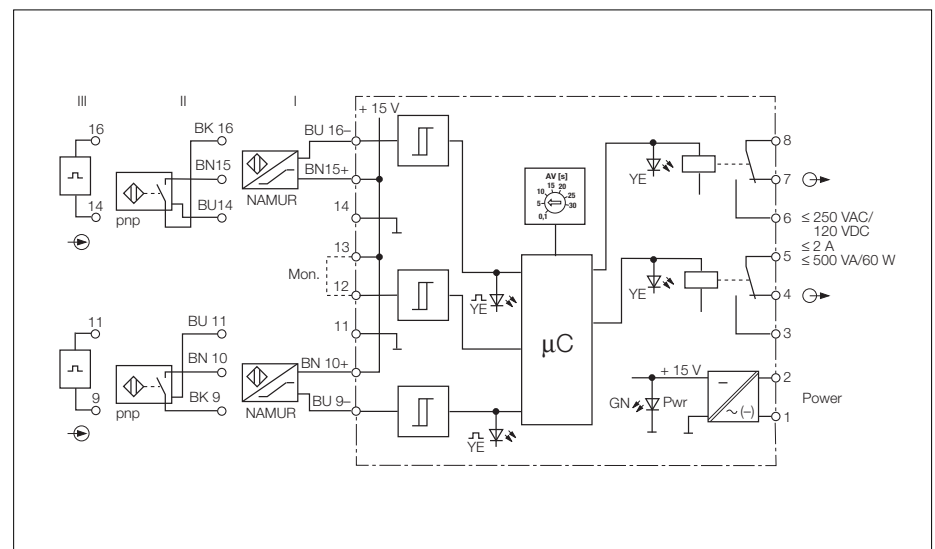 III II I
+ 15 V
16
BK 16
BU 16–
8
BN15
BN15+
YE
7
14
BU14
NAMUR
pnp
14
AV [s]
0,1
5
10
15
20
25
30
6
≤ 250 VAC/
120 VDC
≤ 2 A
≤ 500 VA/60 W
13
Mon.
12
YE
5
YE
4
11
3
µC
11
BU 11
BN 10
BN 10+
+ 15 V
2
9
BK 9
BU 9–
GN
Pwr
Power
~ (–)
1
pnp
NAMUR
YE